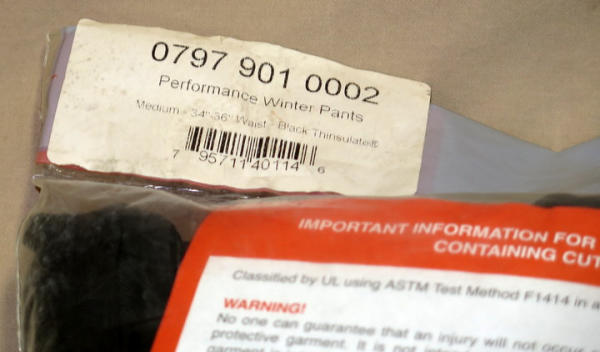 0797 901 0002
Performance Winter Pants
Medium - 34"-36" Waist - Black Thinsulate®
7 95711 40114 6
IMPORTANT INFORMATION FOR
CONTAINING CUT
Classified by UL using ASTM Test Method F1414 in a
WARNING!
No one can guarantee that an injury will not occur
protective garment. It is not
garment is